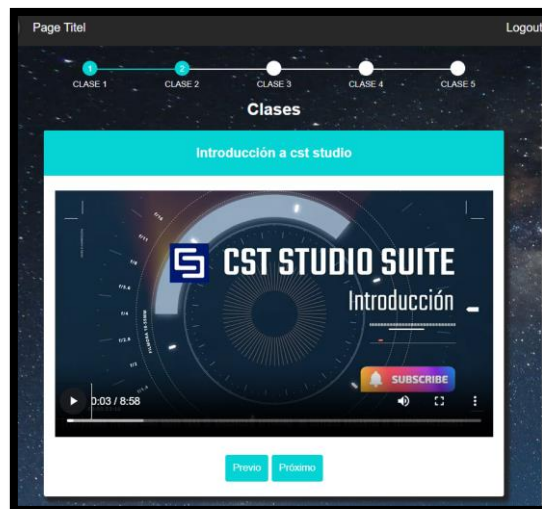 Page Titel
Logout
1
2
CLASE 1
CLASE 2
CLASE 3
CLASE 4
CLASE 5
Clases
Introducción a cst studio
CST STUDIO SUITE
Introducción
SUBSCRIBE
0:03 / 8:58
Previo
Próximo